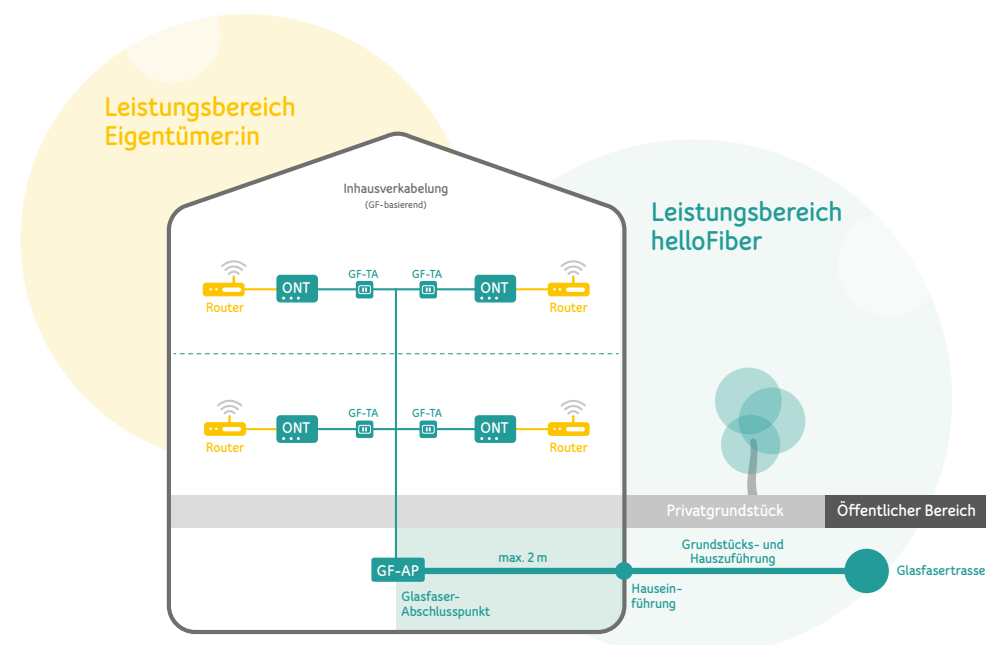 Leistungsbereich
Eigentümer:in
Inhausverkabelung
(GF-basierend)
Leistungsbereich
helloFiber
GF-TA
GF-TA
ONT
ONT
Router
Router
GF-TA
GF-TA
ONT
ONT
Router
Router
Privatgrundstück
Öffentlicher Bereich
Grundstücks- und
Hauszuführung
max. 2 m
GF-AP
Glasfasertrasse
Hausein-
führung
Glasfaser-
Abschlusspunkt